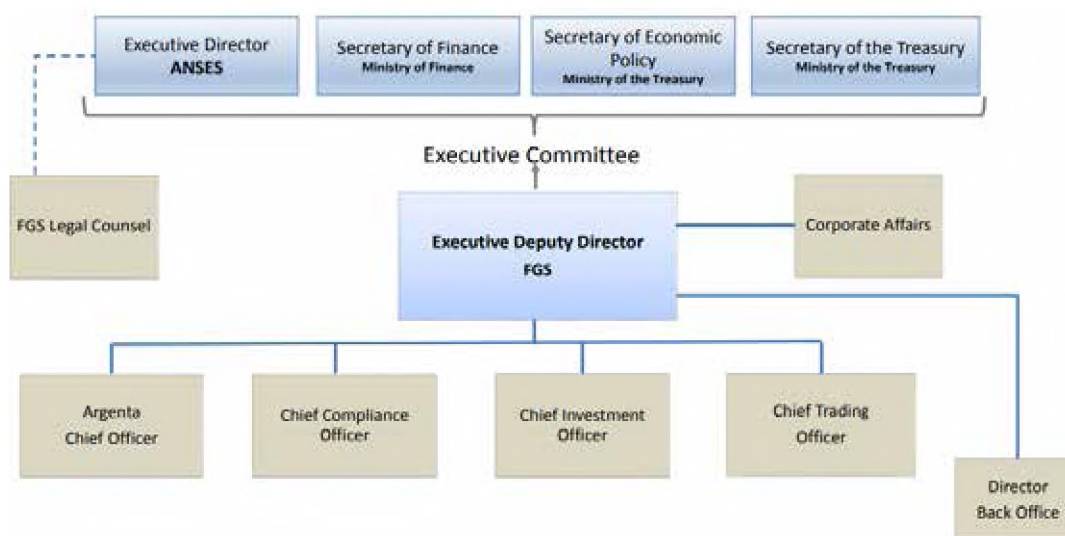 Executive Director
ANSES
Secretary of Finance
Ministry of Finance
Secretary of Economic
Policy
Ministry of the Treasury
Secretary of the Treasury
Ministry of the Treasury
Executive Committee
FGS Legal Counsel
Executive Deputy Director
FGS
Corporate Affairs
Argenta
Chief Officer
Chief Compliance
Officer
Chief Investment
Officer
Chief Trading
Officer
Director
Back Office